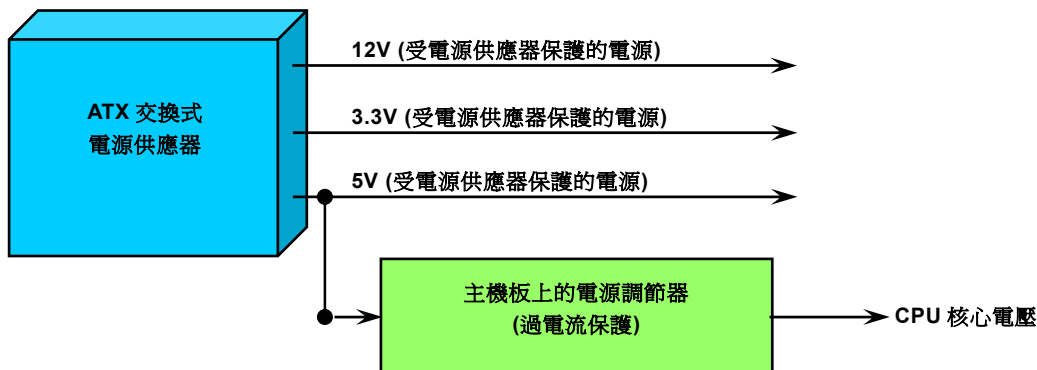 12V (受電源供應器保護的電源)
ATX 交換式
電源供應器
3.3V (受電源供應器保護的電源)
5V (受電源供應器保護的電源)
主機板上的電源調節器
(過電流保護)
CPU 核心電壓